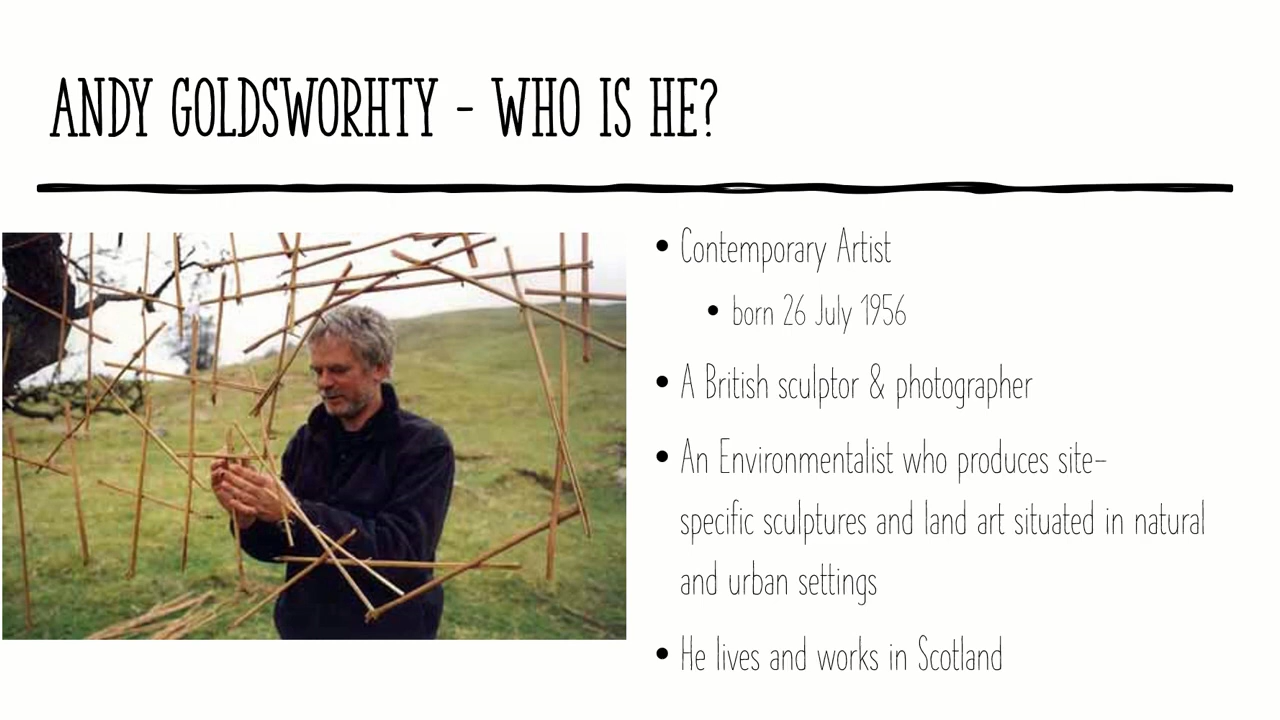 ANDY GOLDSWORHTY - WHO IS HE?
• Contemporary Artist
• born 26 July 1956
• A British sculptor & photographer
• An Environmentalist who produces site-
specific sculptures and land art situated in natural
and urban settings
• He lives and works in Scotland